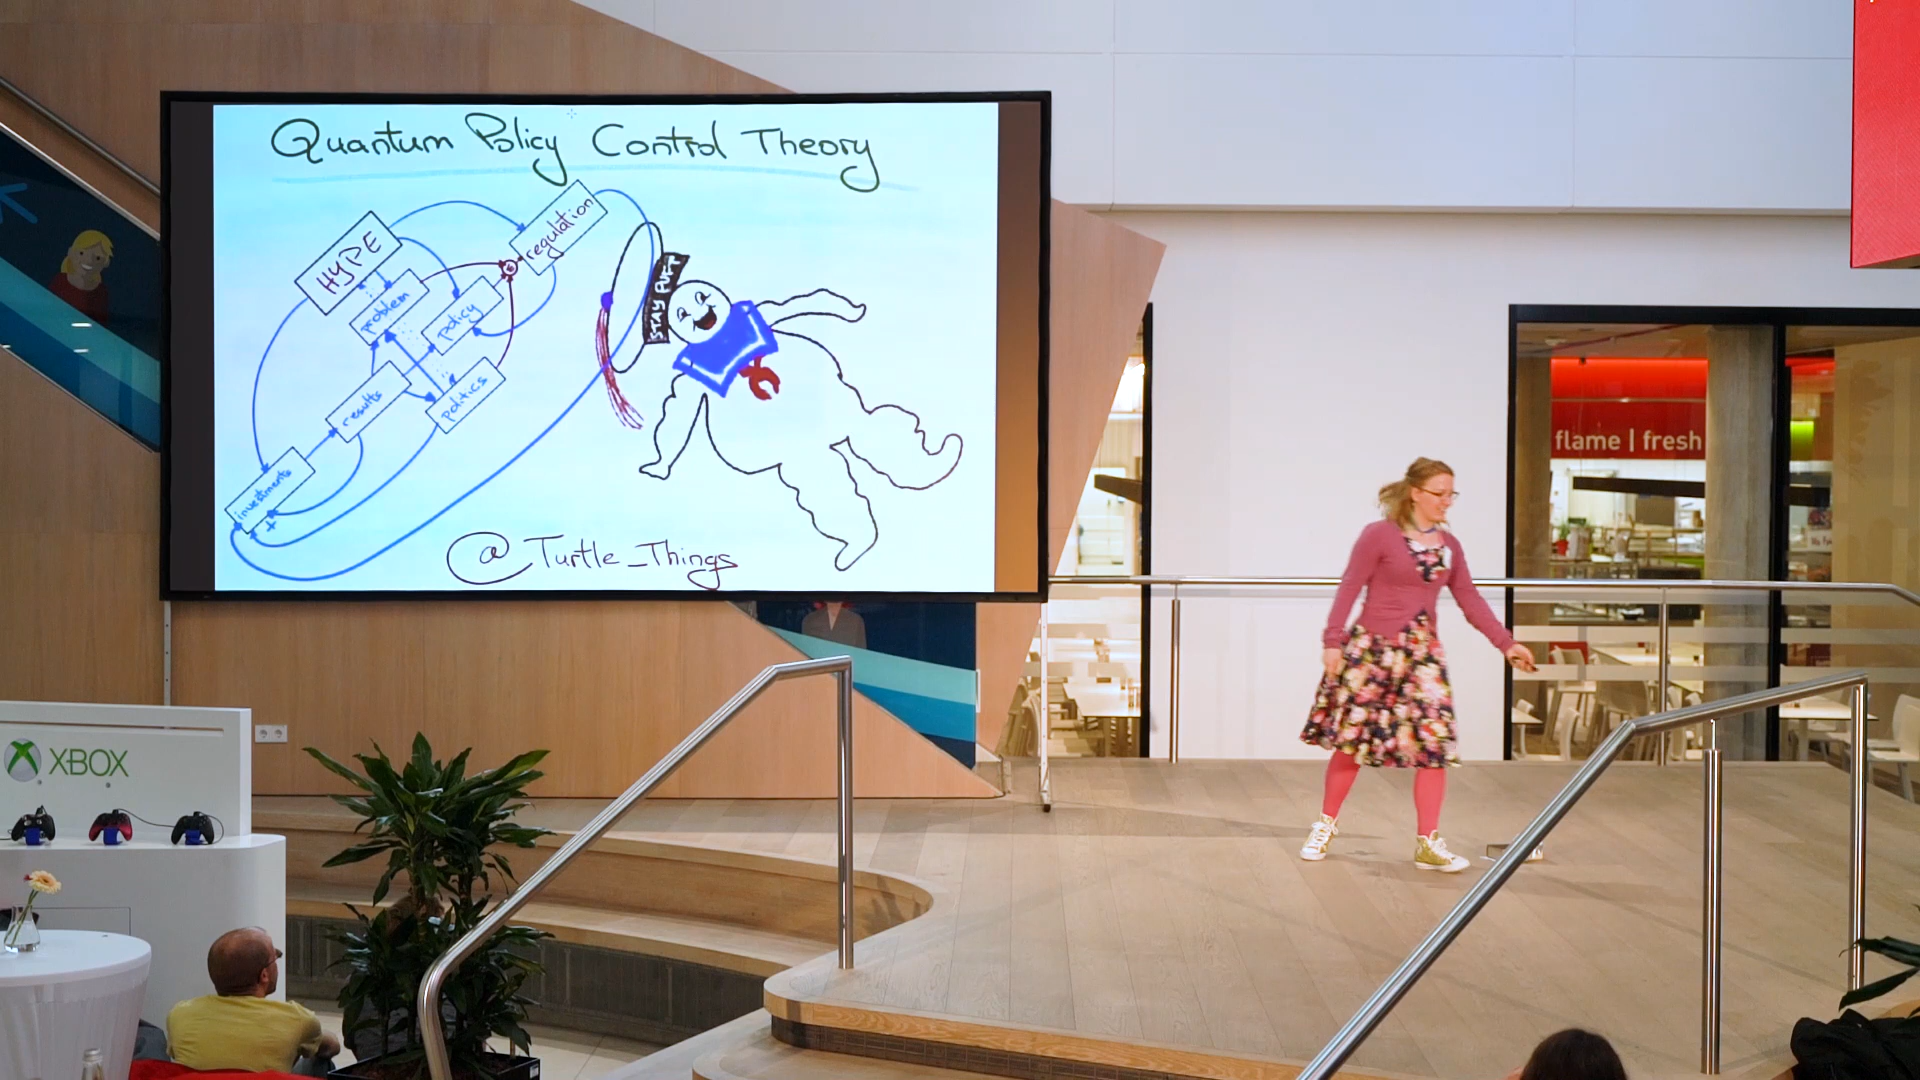 Quantum Policy Control Theory
HYPE
regulation
problem
policy
results
politics
investments
+
STAY PUFT
@Turtle_Things
flame | fresh
XBOX